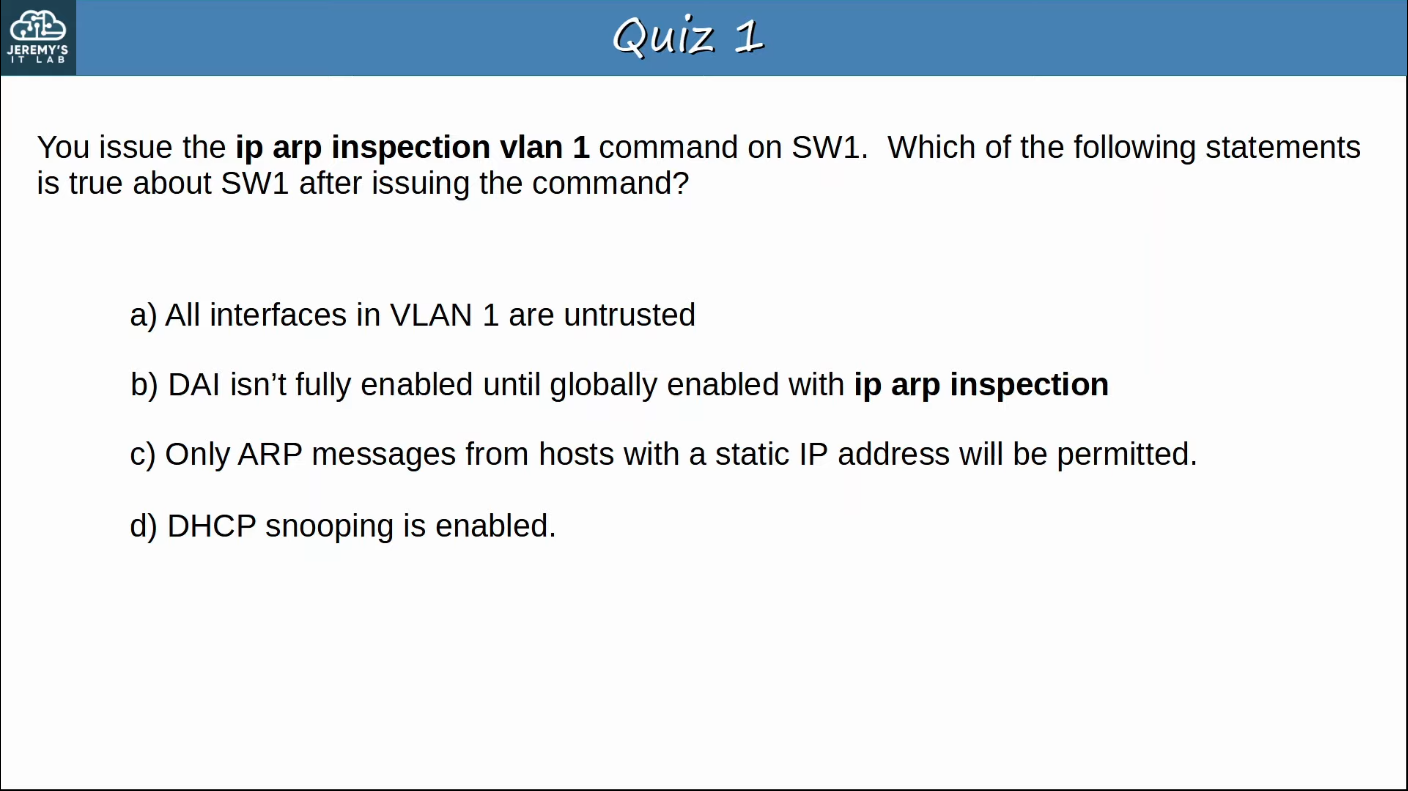 JEREMY'S
IT LAB
Quiz 1
You issue the ip arp inspection vlan 1 command on SW1.  Which of the following statements
is true about SW1 after issuing the command?
a) All interfaces in VLAN 1 are untrusted
b) DAI isn’t fully enabled until globally enabled with ip arp inspection
c) Only ARP messages from hosts with a static IP address will be permitted.
d) DHCP snooping is enabled.